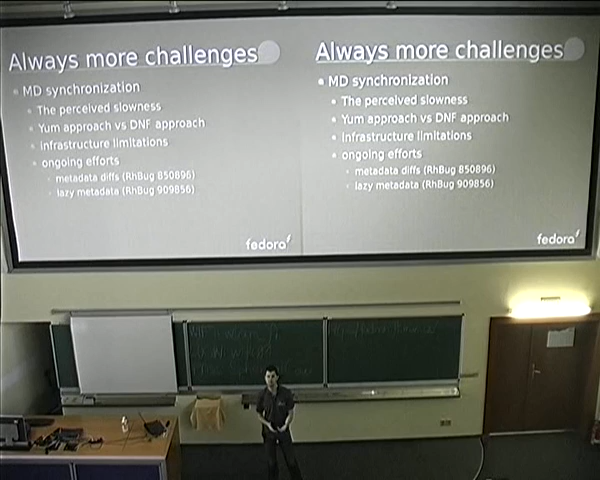 Always more challenges
MD synchronization
The perceived slowness
Yum approach vs DNF approach
infrastructure limitations
ongoing efforts
metadata diffs (RhBug 850896)
lazy metadata (RhBug 909856)
fedora
Always more challenges
MD synchronization
The perceived slowness
Yum approach vs DNF approach
infrastructure limitations
ongoing efforts
metadata diffs (RhBug 850896)
lazy metadata (RhBug 909856)
fedora